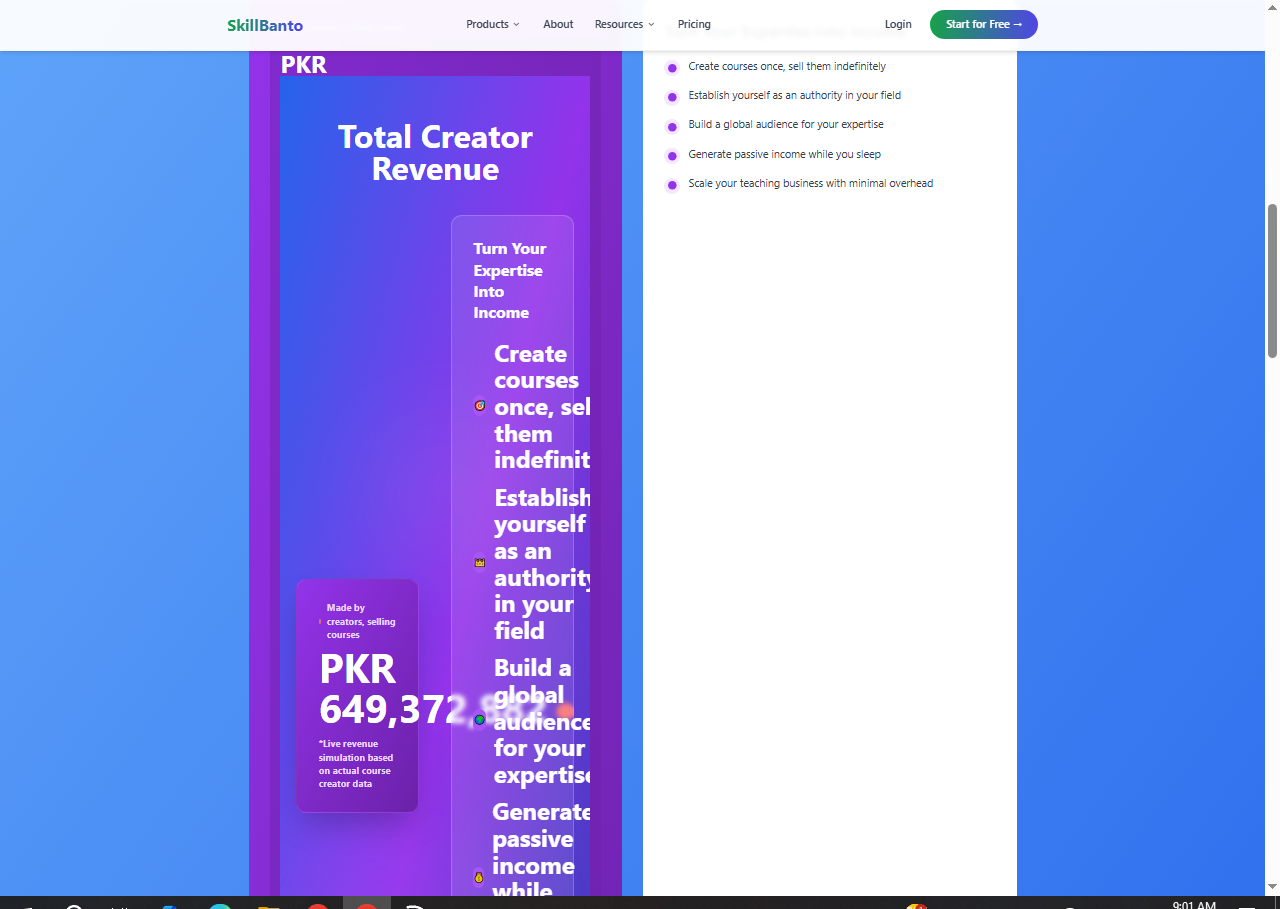 SkillBanto
Products
About
Resources
Pricing
Login
Start for Free →
PKR
Total Creator
Revenue
Turn Your
Expertise
Into
Income
Create
courses
once, sel
them
indefinit
Establish
yourself
as an
authority
in your
field
Build a
global
audience
for your
expertise
Generate
passive
income
while
Made by
creators, selling
courses
PKR
649,372,882
*Live revenue
simulation based
on actual course
creator data
Create courses once, sell them indefinitely
Establish yourself as an authority in your field
Build a global audience for your expertise
Generate passive income while you sleep
Scale your teaching business with minimal overhead
9:01 AM